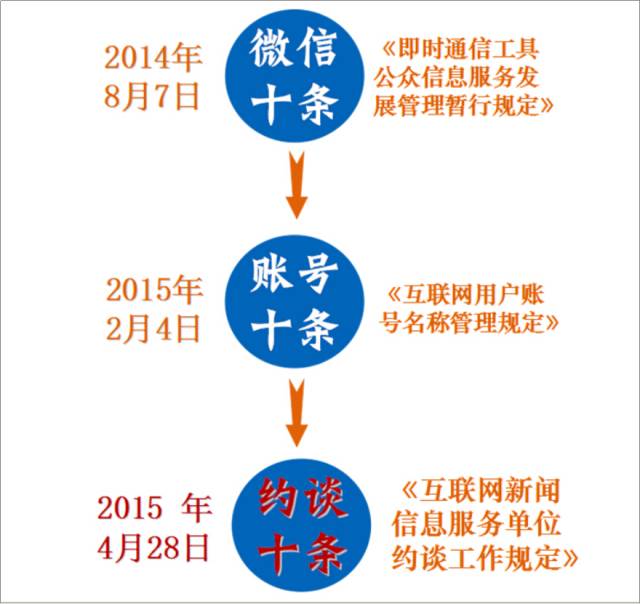 2014年
8月7日
微信
十条
《即时通信工具
公众信息服务发
展管理暂行规定》
2015年
2月4日
账号
十条
《互联网用户账
号名称管理规定》
2015 年
4月28日
约谈
十条
《互联网新闻
信息服务单位
约谈工作规定》